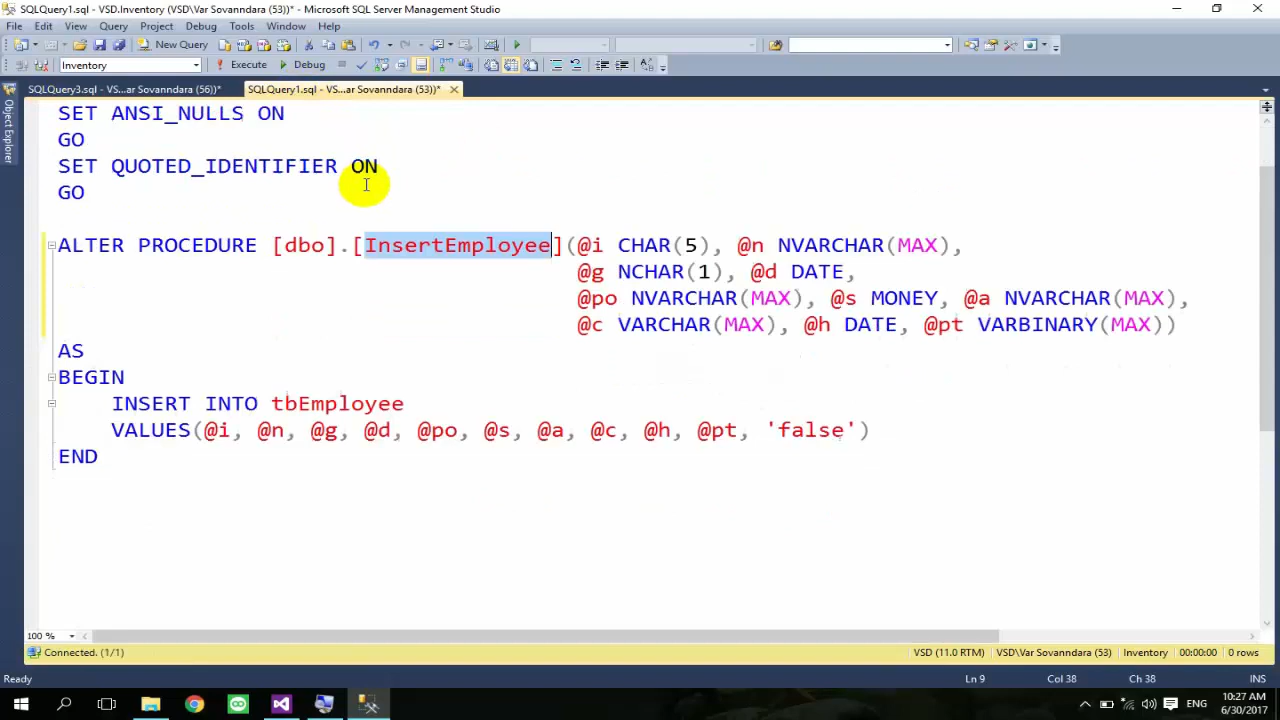 SQLQuery1.sql - VSD.Inventory (VSD\Var Sovanndara (53))* - Microsoft SQL Server Management Studio
File Edit View Query Project Debug Tools Window Help
New Query
Inventory Execute Debug
SQLQuery3.sql - VS...ar Sovanndara (56))* SQLQuery1.sql - VS...ar Sovanndara (53))*
Object Explorer
SET ANSI_NULLS ON
GO
SET QUOTED_IDENTIFIER ON
GO
ALTER PROCEDURE [dbo].[InsertEmployee](@i CHAR(5), @n NVARCHAR(MAX),
@g NCHAR(1), @d DATE,
@po NVARCHAR(MAX), @s MONEY, @a NVARCHAR(MAX),
@c VARCHAR(MAX), @h DATE, @pt VARBINARY(MAX))
AS
BEGIN
INSERT INTO tbEmployee
VALUES(@i, @n, @g, @d, @po, @s, @a, @c, @h, @pt, 'false')
END
100 %
Connected. (1/1) VSD (11.0 RTM) VSD\Var Sovanndara (53) Inventory 00:00:00 0 rows
Ready Ln 9 Col 38 Ch 38 INS
ENG 10:27 AM
6/30/2017